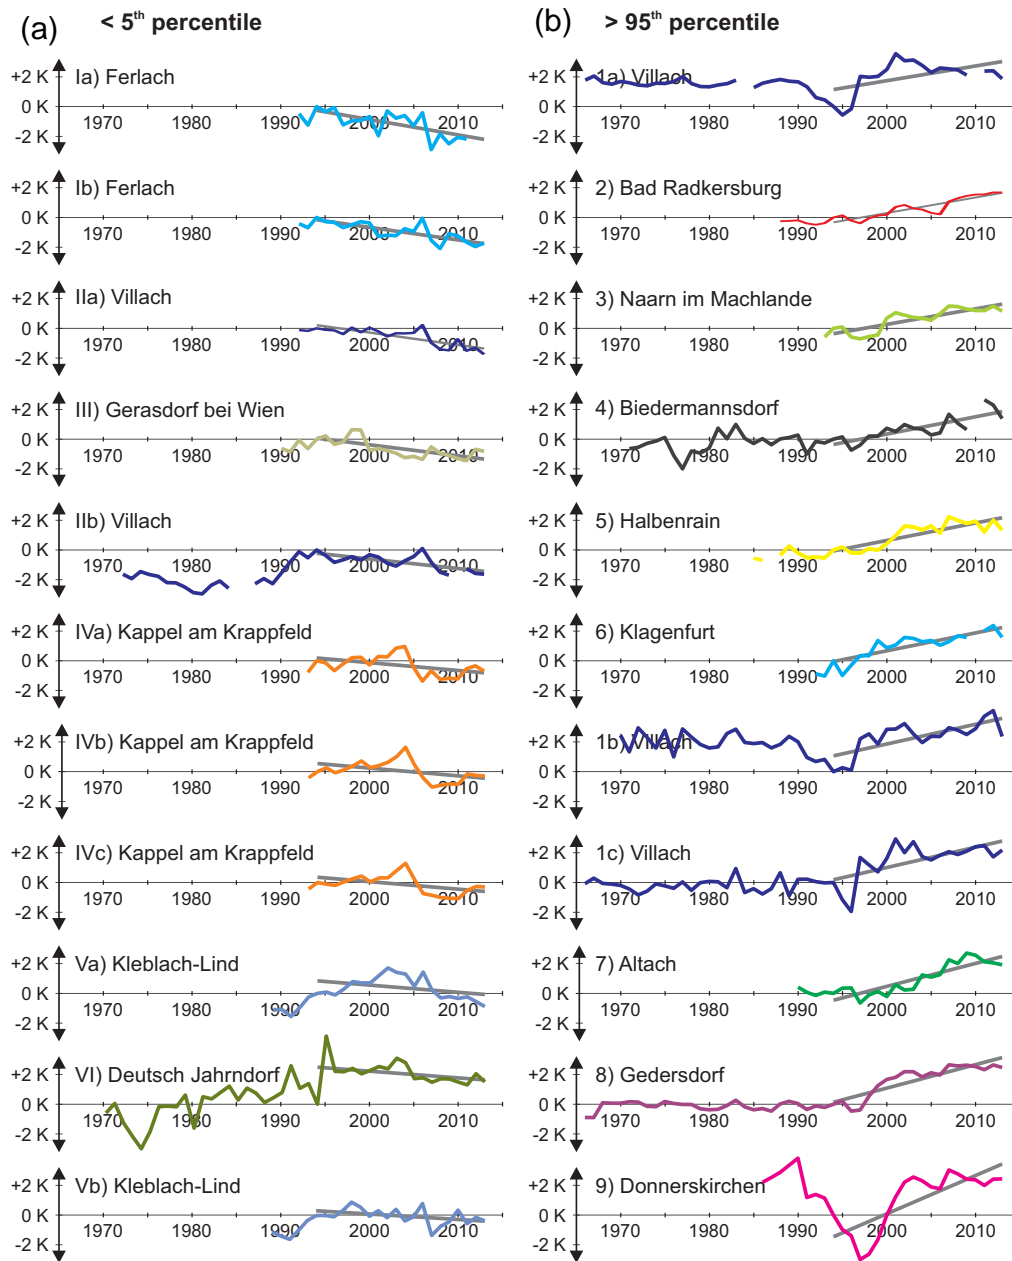 (a) < 5th percentile
+2 K Ia) Ferlach
0 K
-2 K 1970 1980 1990 2000 2010
+2 K Ib) Ferlach
0 K
-2 K 1970 1980 1990 2000 2010
+2 K IIa) Villach
0 K
-2 K 1970 1980 1990 2000 2010
+2 K III) Gerasdorf bei Wien
0 K
-2 K 1970 1980 1990 2000 2010
+2 K IIb) Villach
0 K
-2 K 1970 1980 1990 2000 2010
+2 K IVa) Kappel am Krappfeld
0 K
-2 K 1970 1980 1990 2000 2010
+2 K IVb) Kappel am Krappfeld
0 K
-2 K 1970 1980 1990 2000 2010
+2 K IVc) Kappel am Krappfeld
0 K
-2 K 1970 1980 1990 2000 2010
+2 K Va) Kleblach-Lind
0 K
-2 K 1970 1980 1990 2000 2010
+2 K VI) Deutsch Jahrndorf
0 K
-2 K 1970 1980 1990 2000 2010
+2 K Vb) Kleblach-Lind
0 K
-2 K 1970 1980 1990 2000 2010
(b) > 95th percentile
+2 K 1a) Villach
0 K
-2 K 1970 1980 1990 2000 2010
+2 K 2) Bad Radkersburg
0 K
-2 K 1970 1980 1990 2000 2010
+2 K 3) Naarn im Machlande
0 K
-2 K 1970 1980 1990 2000 2010
+2 K 4) Biedermannsdorf
0 K
-2 K 1970 1980 1990 2000 2010
+2 K 5) Halbenrain
0 K
-2 K 1970 1980 1990 2000 2010
+2 K 6) Klagenfurt
0 K
-2 K 1970 1980 1990 2000 2010
+2 K 1b) Villach
0 K
-2 K 1970 1980 1990 2000 2010
+2 K 1c) Villach
0 K
-2 K 1970 1980 1990 2000 2010
+2 K 7) Altach
0 K
-2 K 1970 1980 1990 2000 2010
+2 K 8) Gedersdorf
0 K
-2 K 1970 1980 1990 2000 2010
+2 K 9) Donnerskirchen
0 K
-2 K 1970 1980 1990 2000 2010